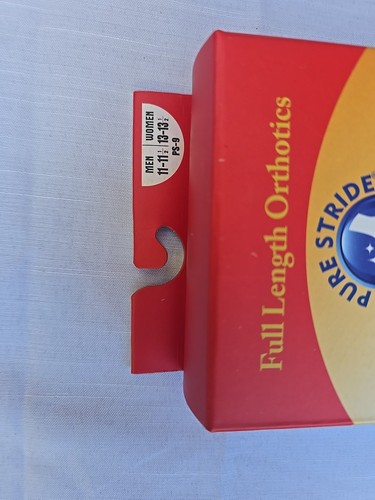 MEN | WOMEN
11-11½ | 13-13½
PS-9
Full Length Orthotics
PURE STRIDE®